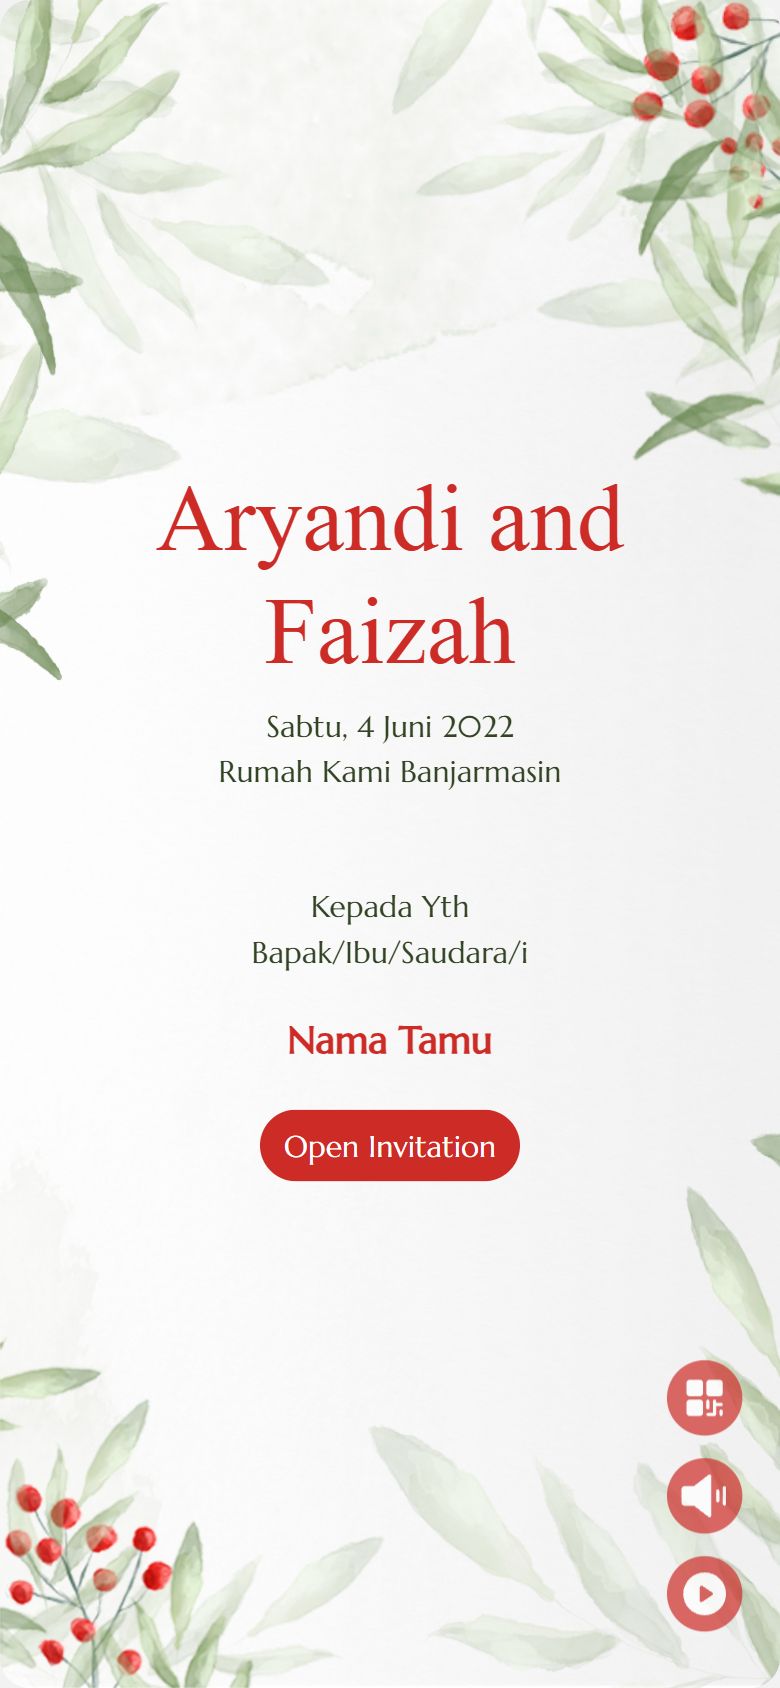 Aryandi and
Faizah
Sabtu, 4 Juni 2022
Rumah Kami Banjarmasin
Kepada Yth
Bapak/Ibu/Saudara/i
Nama Tamu
Open Invitation